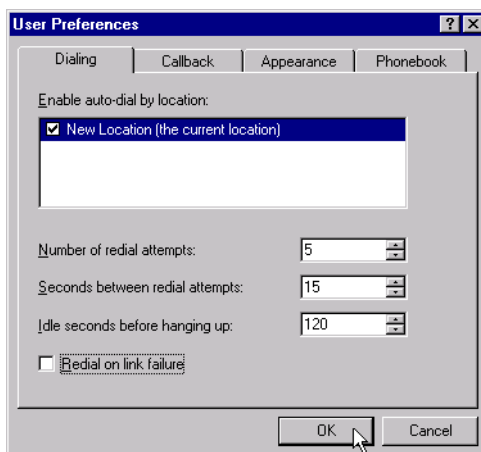 User Preferences
Dialing Callback Appearance Phonebook
Enable auto-dial by location:
New Location (the current location)
Number of redial attempts: 5
Seconds between redial attempts: 15
Idle seconds before hanging up: 120
Redial on link failure
OK Cancel